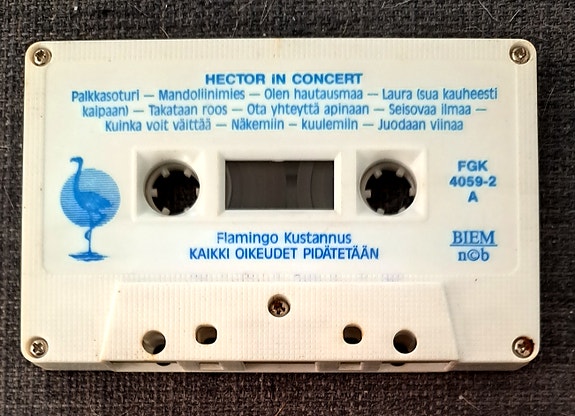 HECTOR IN CONCERT
Palkkasoturi — Mandoliinimies — Olen hautausmaa — Laura (sua kauheesti
kaipaan) — Takataan roos — Ota yhteyttä apinaan — Seisovaa ilmaa —
Kuinka voit väittää — Näkemiin – kuulemiin — Juodaan viinaa
FGK
4059-2
A
Flamingo Kustannus
KAIKKI OIKEUDET PIDÄTETÄÄN
BIEM
n©b